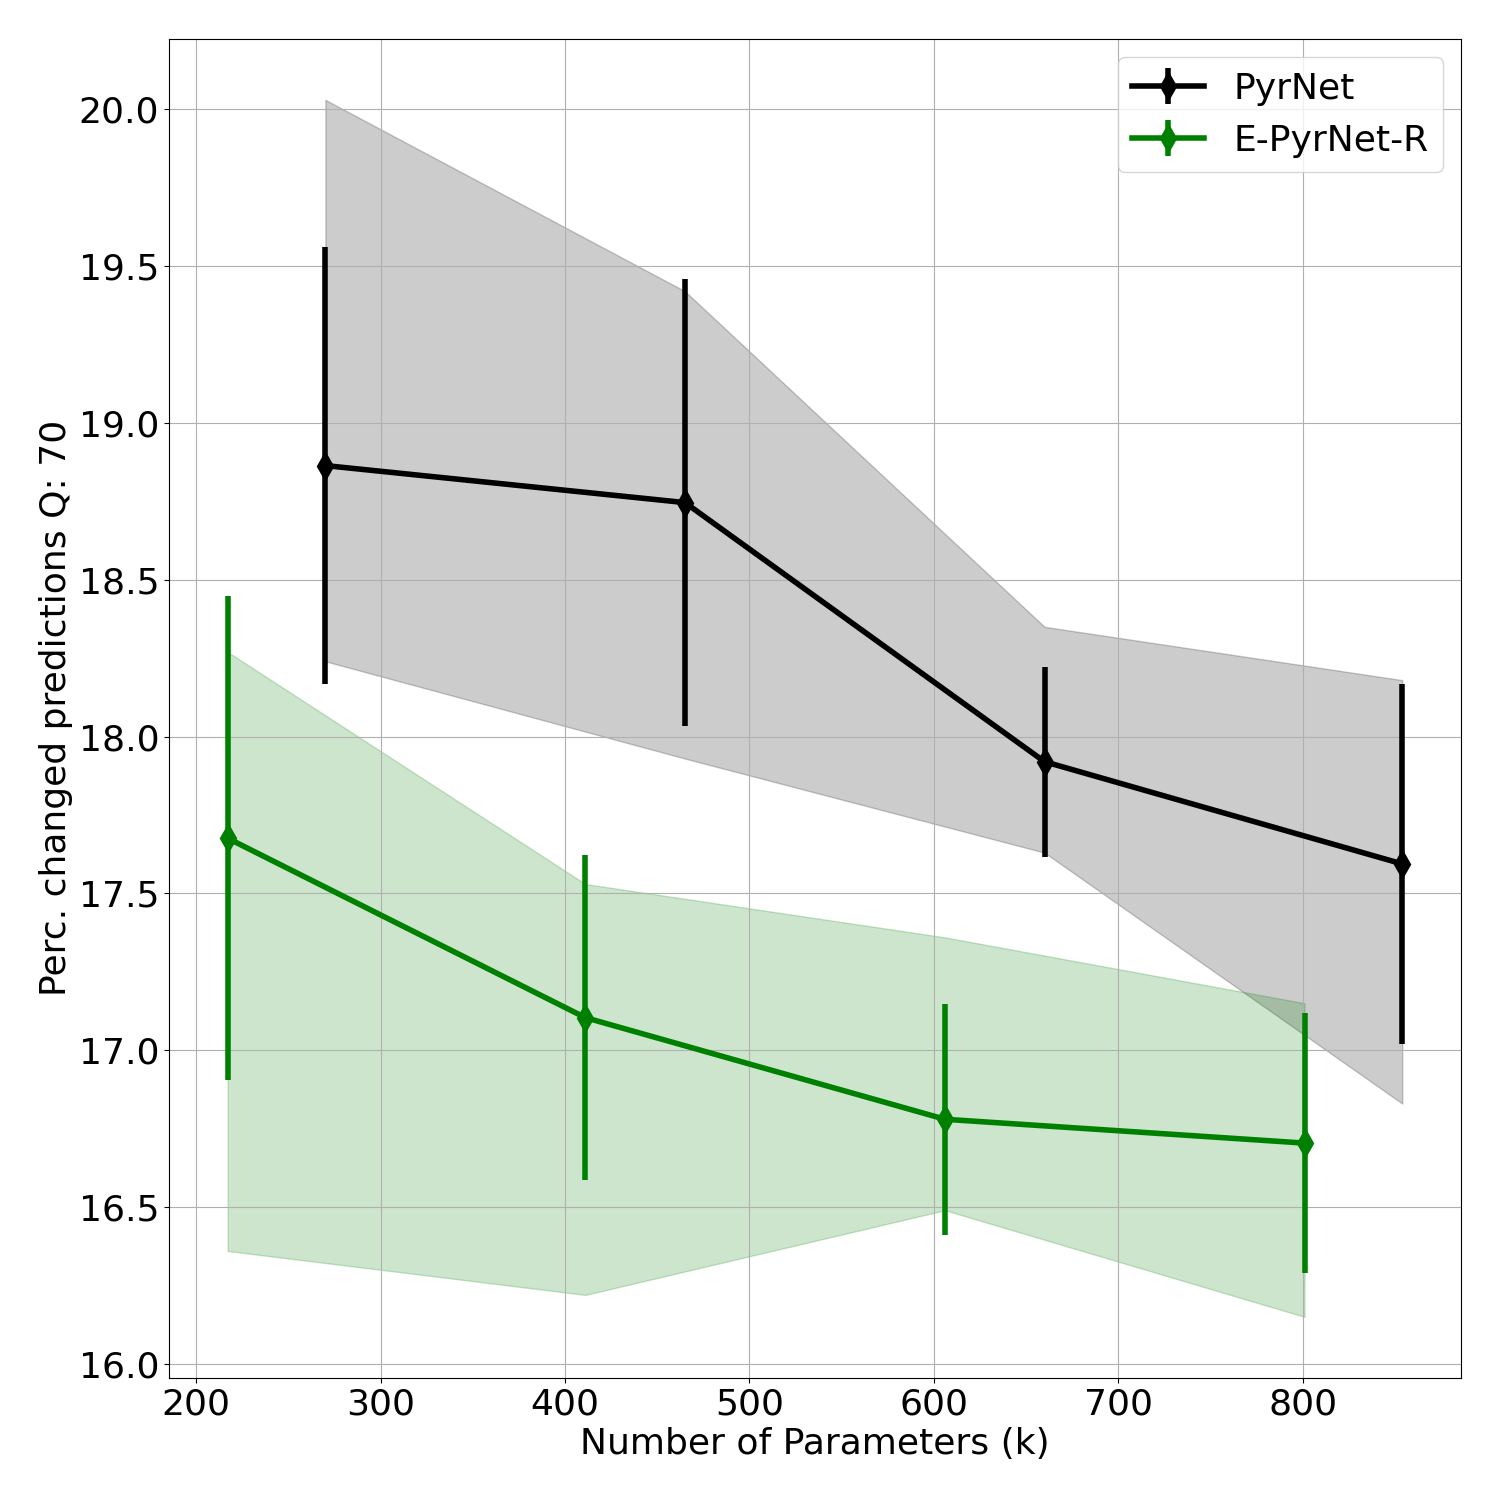 PyrNet
E-PyrNet-R
20.0
19.5
19.0
18.5
18.0
17.5
17.0
16.5
16.0
Perc. changed predictions Q: 70
200 300 400 500 600 700 800
Number of Parameters (k)